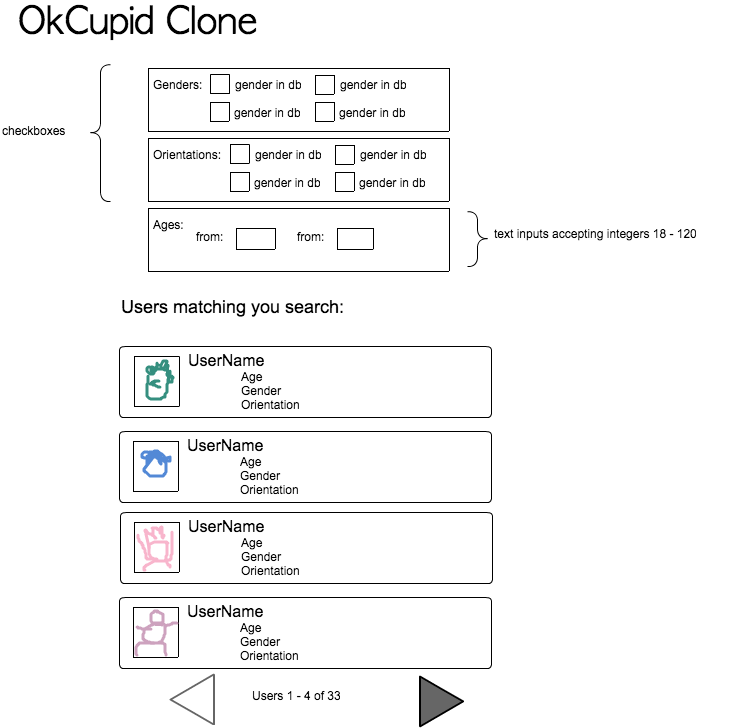 OkCupid Clone
Genders: gender in db gender in db
checkboxes
gender in db gender in db
Orientations: gender in db gender in db
gender in db gender in db
Ages:
from: from:
text inputs accepting integers 18 - 120
Users matching you search:
UserName
Age
Gender
Orientation
UserName
Age
Gender
Orientation
UserName
Age
Gender
Orientation
UserName
Age
Gender
Orientation
Users 1 - 4 of 33